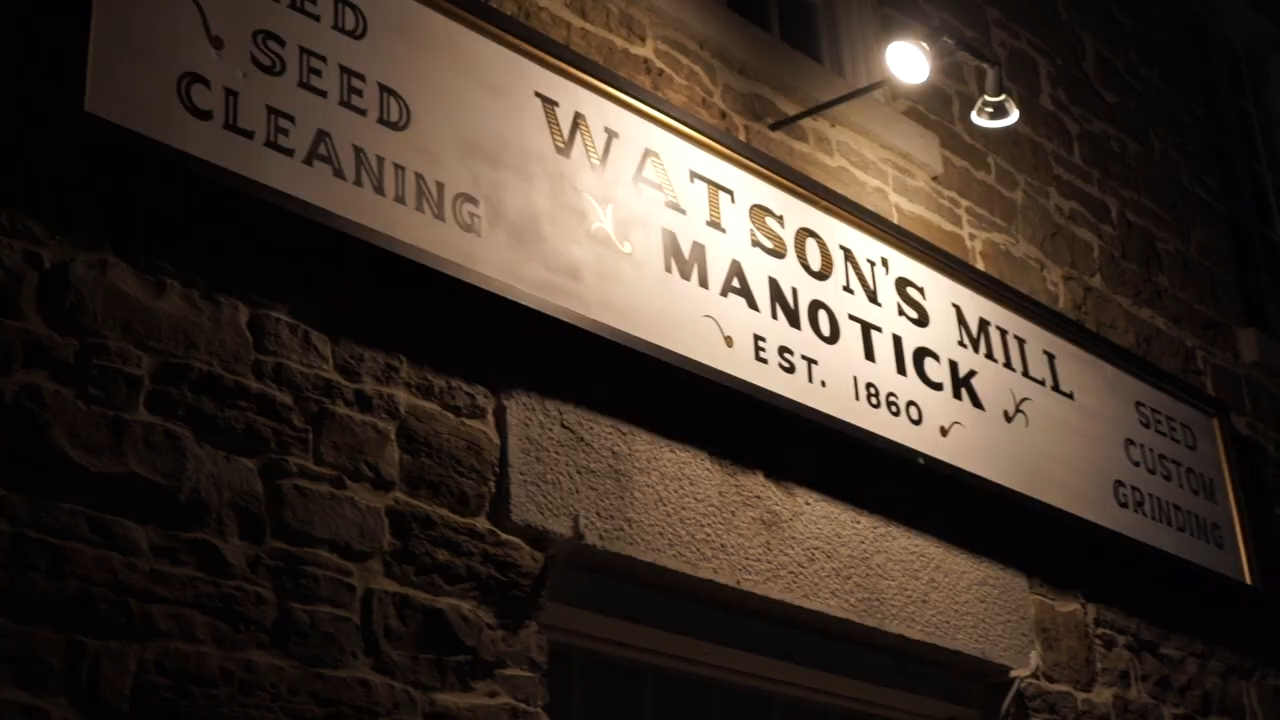 SEED
CLEANING
WATSON'S MILL
MANOTICK
EST. 1860
SEED
CUSTOM
GRINDING